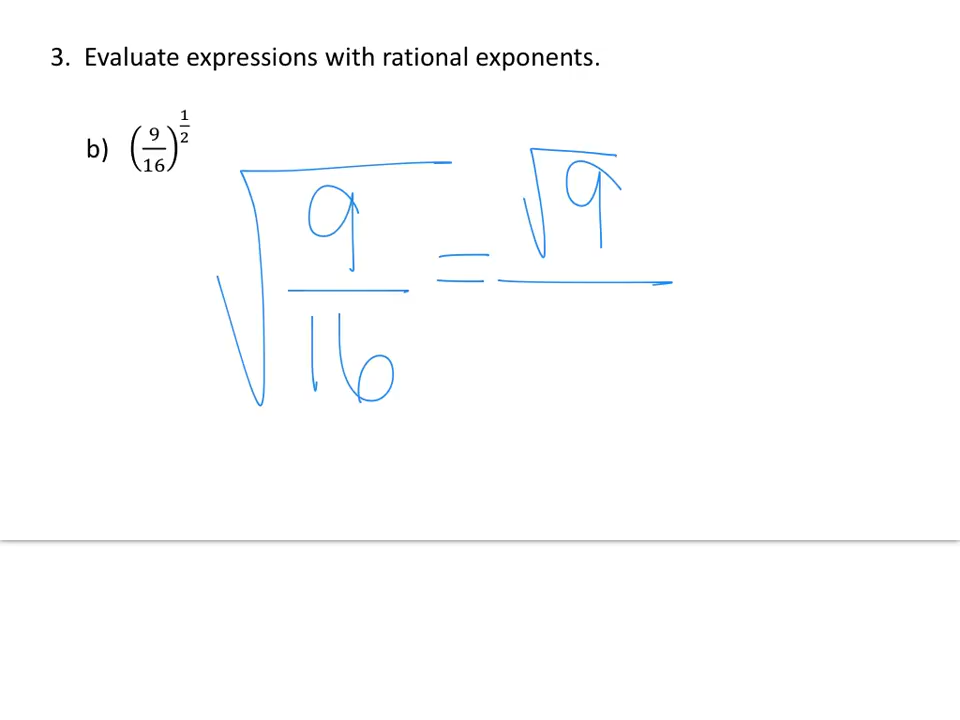 3. Evaluate expressions with rational exponents.
b) (9/16)^(1/2)
√(9/16) = √9/